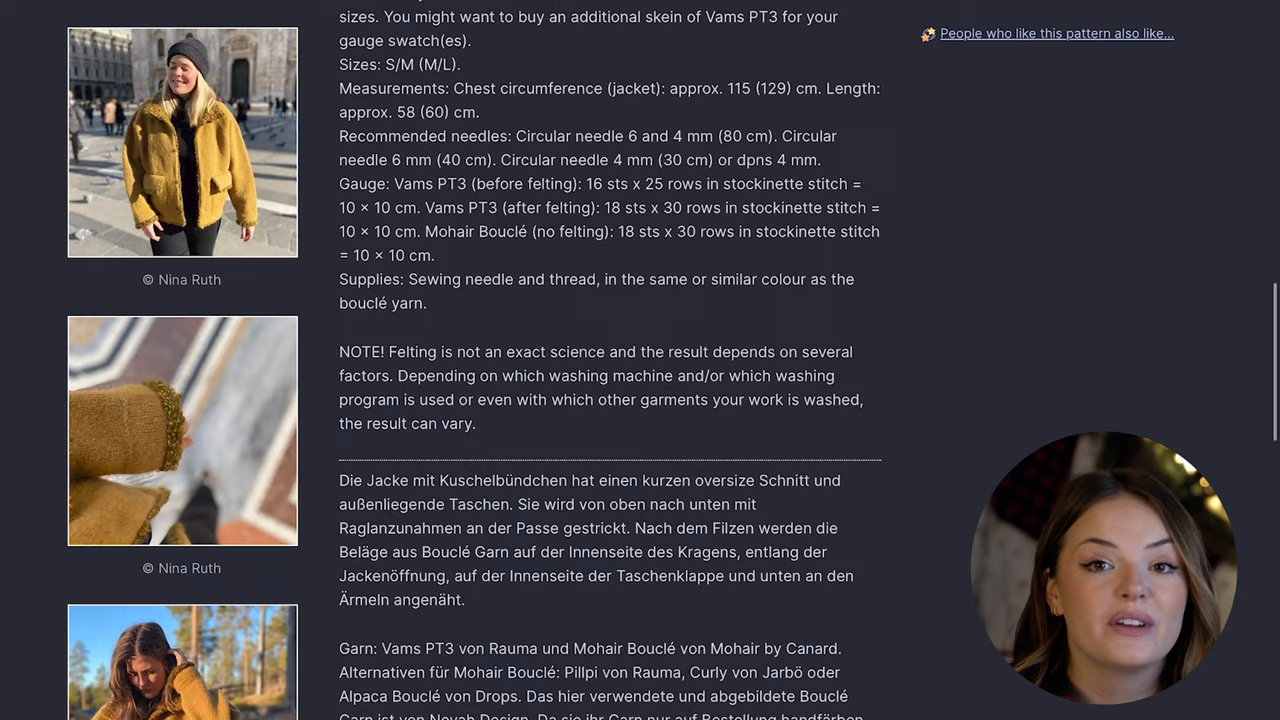 sizes. You might want to buy an additional skein of Vams PT3 for your
gauge swatch(es).
Sizes: S/M (M/L).
Measurements: Chest circumference (jacket): approx. 115 (129) cm. Length:
approx. 58 (60) cm.
Recommended needles: Circular needle 6 and 4 mm (80 cm). Circular
needle 6 mm (40 cm). Circular needle 4 mm (30 cm) or dpns 4 mm.
Gauge: Vams PT3 (before felting): 16 sts x 25 rows in stockinette stitch =
10 × 10 cm. Vams PT3 (after felting): 18 sts x 30 rows in stockinette stitch =
10 × 10 cm. Mohair Bouclé (no felting): 18 sts x 30 rows in stockinette stitch
= 10 × 10 cm.
Supplies: Sewing needle and thread, in the same or similar colour as the
bouclé yarn.
NOTE! Felting is not an exact science and the result depends on several
factors. Depending on which washing machine and/or which washing
program is used or even with which other garments your work is washed,
the result can vary.
Die Jacke mit Kuschelbündchen hat einen kurzen oversize Schnitt und
außenliegende Taschen. Sie wird von oben nach unten mit
Raglanzunahmen an der Passe gestrickt. Nach dem Filzen werden die
Beläge aus Bouclé Garn auf der Innenseite des Kragens, entlang der
Jackenöffnung, auf der Innenseite der Taschenklappe und unten an den
Ärmeln angenäht.
Garn: Vams PT3 von Rauma und Mohair Bouclé von Mohair by Canard.
Alternativen für Mohair Bouclé: Pillpi von Rauma, Curly von Jarbö oder
Alpaca Bouclé von Drops. Das hier verwendete und abgebildete Bouclé
Garn ist von Novah Design. Da sie ihr Garn nur auf Bestellung handfärben
© Nina Ruth
© Nina Ruth
People who like this pattern also like...